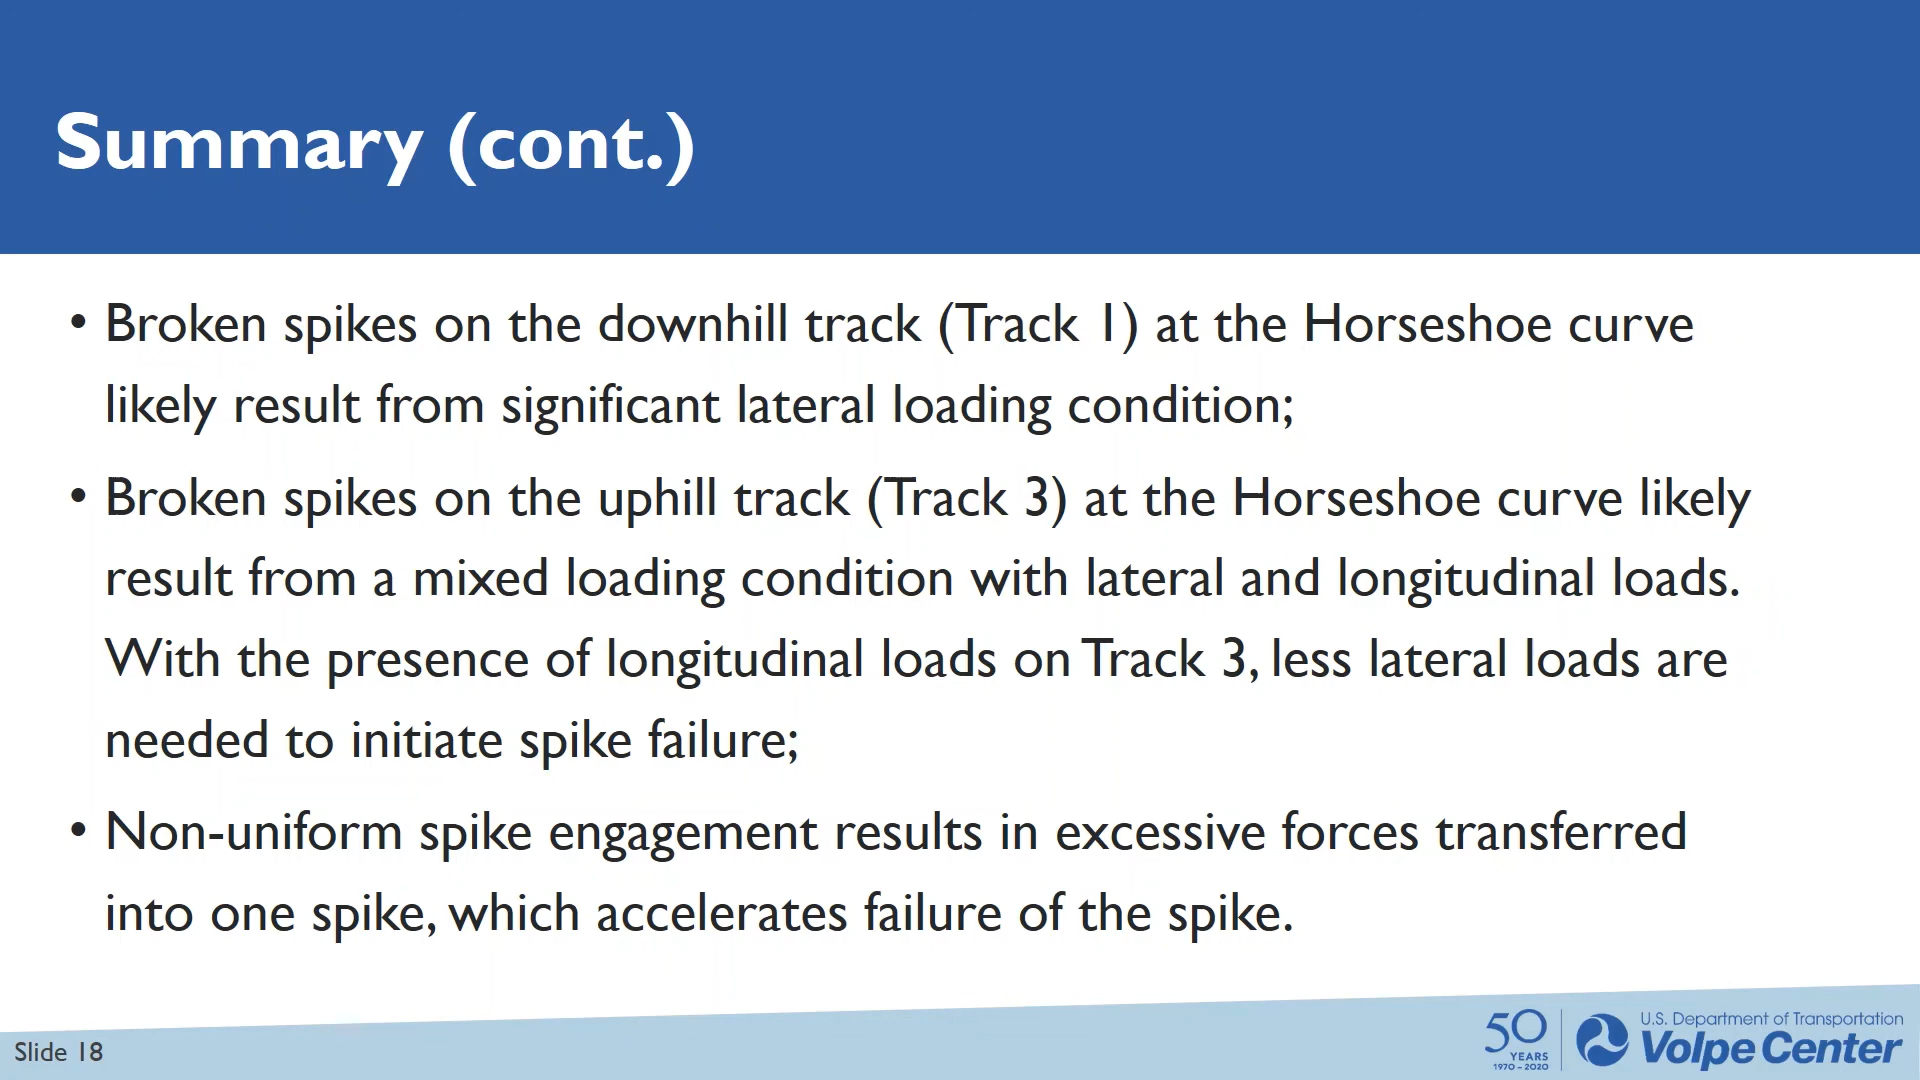 Summary (cont.)
• Broken spikes on the downhill track (Track 1) at the Horseshoe curve
likely result from significant lateral loading condition;
• Broken spikes on the uphill track (Track 3) at the Horseshoe curve likely
result from a mixed loading condition with lateral and longitudinal loads.
With the presence of longitudinal loads on Track 3, less lateral loads are
needed to initiate spike failure;
• Non-uniform spike engagement results in excessive forces transferred
into one spike, which accelerates failure of the spike.
Slide 18
50
YEARS
1970 – 2020
U.S. Department of Transportation
Volpe Center